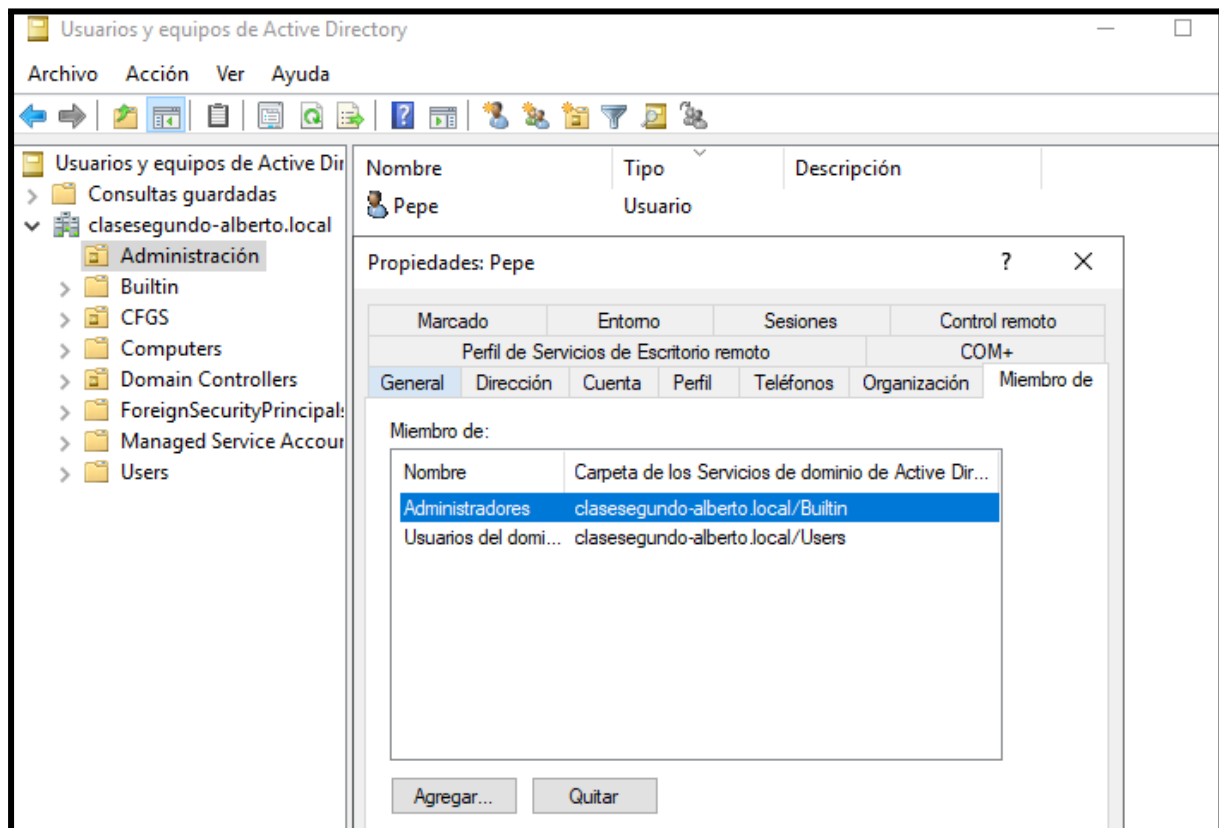 Usuarios y equipos de Active Directory
Archivo Acción Ver Ayuda
Usuarios y equipos de Active Dir
Consultas guardadas
clasesegundo-alberto.local
Administración
Builtin
CFGS
Computers
Domain Controllers
ForeignSecurityPrincipal
Managed Service Accour
Users
Nombre Tipo Descripción
Pepe Usuario
Propiedades: Pepe ?
Marcado Entorno Sesiones Control remoto
Perfil de Servicios de Escritorio remoto COM+
General Dirección Cuenta Perfil Teléfonos Organización Miembro de
Miembro de:
Nombre Carpeta de los Servicios de dominio de Active Dir...
Administradores clasesegundo-alberto.local/Builtin
Usuarios del domi... clasesegundo-alberto.local/Users
Agregar... Quitar